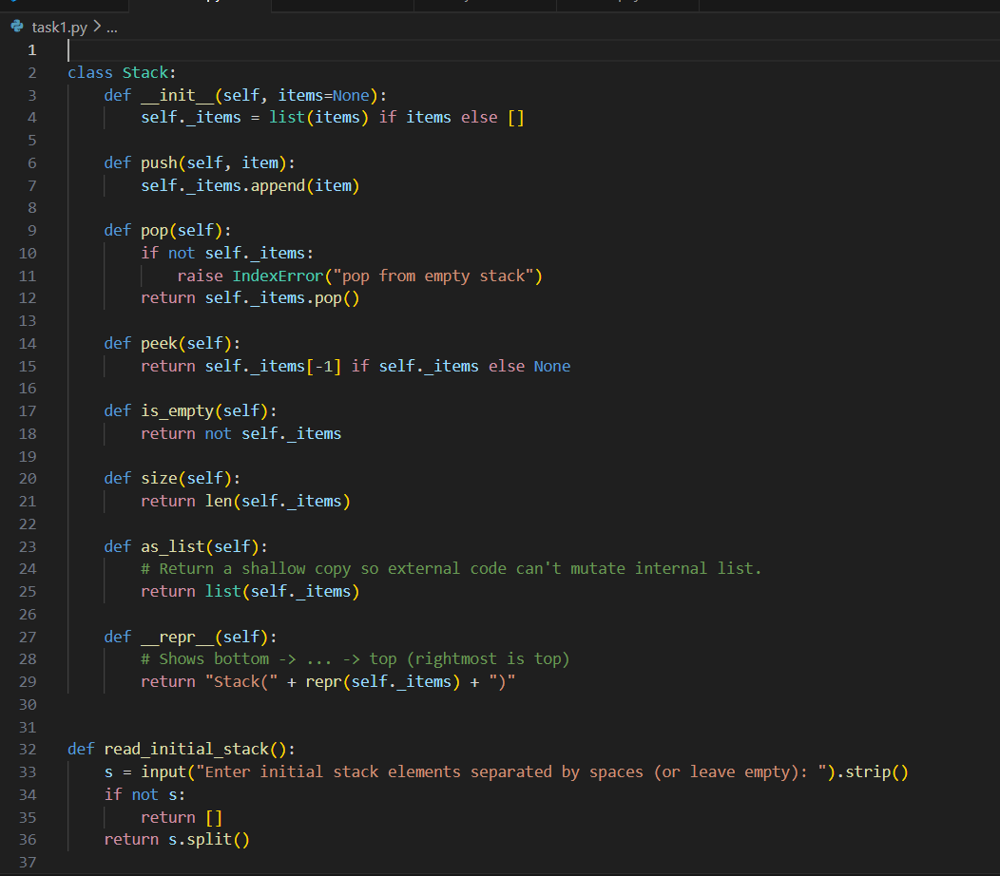 task1.py > ...
1
2 class Stack:
3     def __init__(self, items=None):
4         self._items = list(items) if items else []
5
6     def push(self, item):
7         self._items.append(item)
8
9     def pop(self):
10         if not self._items:
11             raise IndexError("pop from empty stack")
12         return self._items.pop()
13
14     def peek(self):
15         return self._items[-1] if self._items else None
16
17     def is_empty(self):
18         return not self._items
19
20     def size(self):
21         return len(self._items)
22
23     def as_list(self):
24         # Return a shallow copy so external code can't mutate internal list.
25         return list(self._items)
26
27     def __repr__(self):
28         # Shows bottom -> ... -> top (rightmost is top)
29         return "Stack(" + repr(self._items) + ")"
30
31
32 def read_initial_stack():
33     s = input("Enter initial stack elements separated by spaces (or leave empty): ").strip()
34     if not s:
35         return []
36     return s.split()
37